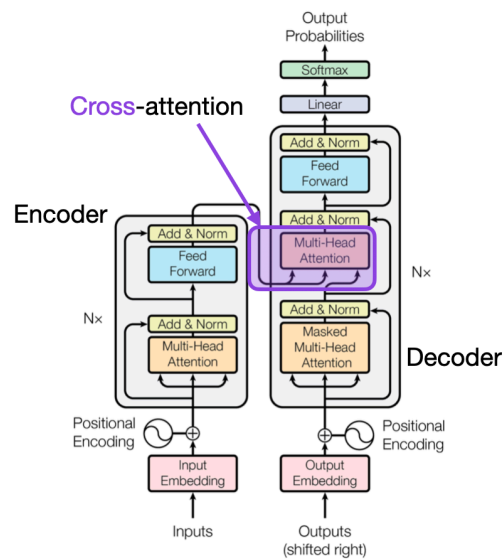 Output
Probabilities
Softmax
Linear
Cross-attention
Add & Norm
Feed
Forward
Add & Norm
Multi-Head
Attention
Nx
Add & Norm
Masked
Multi-Head
Attention
Decoder
Encoder
Add & Norm
Feed
Forward
Nx
Add & Norm
Multi-Head
Attention
Positional
Encoding
Positional
Encoding
Input
Embedding
Output
Embedding
Inputs
Outputs
(shifted right)